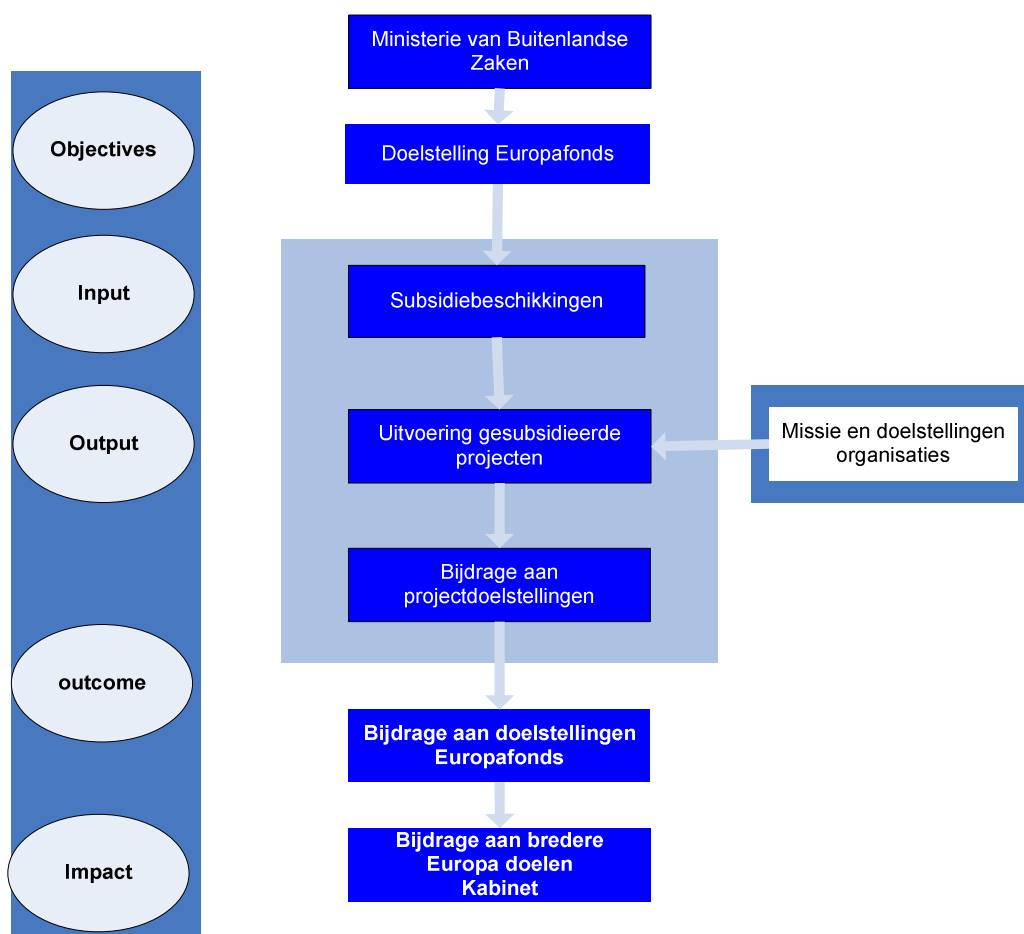 Ministerie van Buitenlandse
Zaken
Objectives
Doelstelling Europafonds
Input
Subsidiebeschikkingen
Output
Uitvoering gesubsidieerde
projecten
Missie en doelstellingen
organisaties
Bijdrage aan
projectdoelstellingen
outcome
Bijdrage aan doelstellingen
Europafonds
Impact
Bijdrage aan bredere
Europa doelen
Kabinet